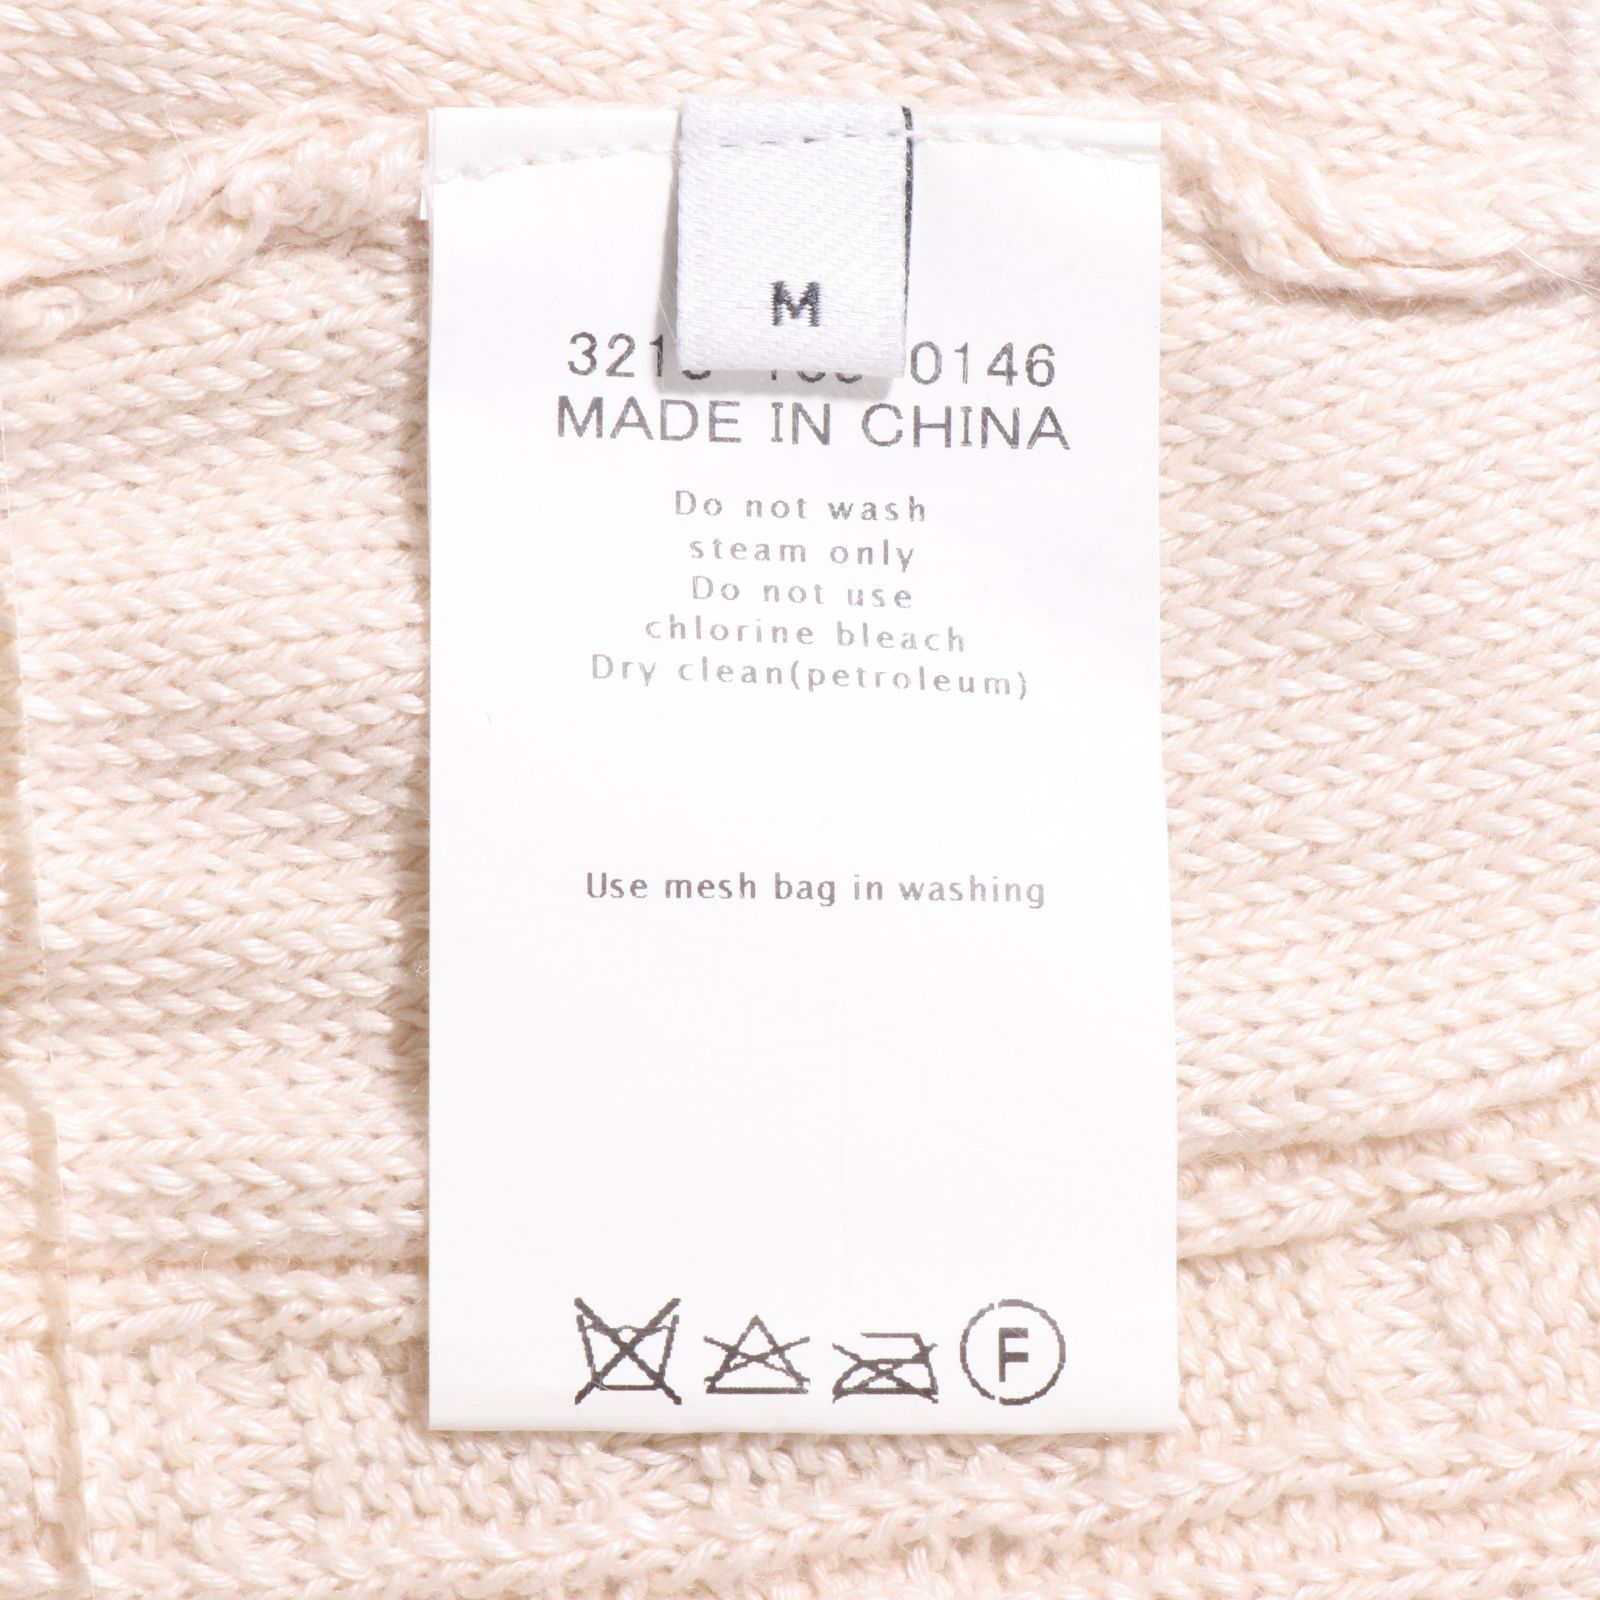 M
0146
MADE IN CHINA
Do not wash
steam only
Do not use
chlorine bleach
Dry clean(petroleum)
Use mesh bag in washing
F